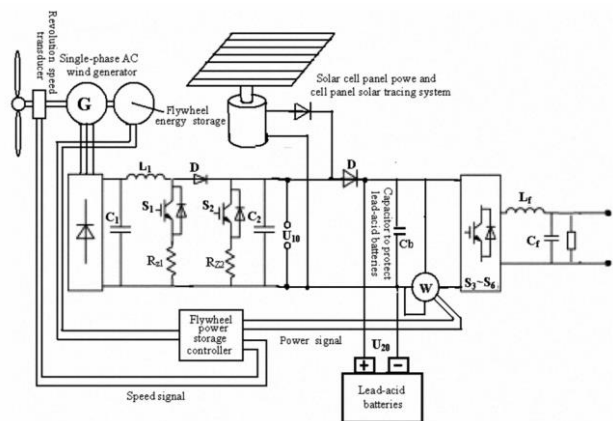 Revolution speed
transducer
Single-phase AC
wind generator
G
Flywheel
energy storage
Solar cell panel powe and
cell panel solar tracing system
L1
D
D
S1
S2
C1
C2
RZ1
RZ2
U10
Capacitor to protect
lead-acid batteries
Cb
W
S3~S6
Lf
Cf
Flywheel
power
storage
controller
Power signal
Speed signal
U20
+
−
Lead-acid
batteries